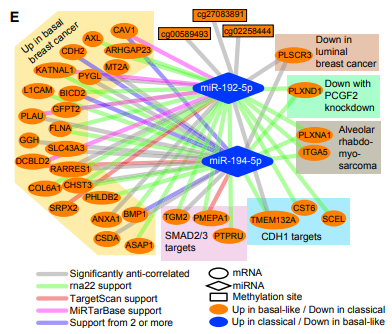 E
Up in basal
breast cancer
AXL
CAV1
CDH2
ARHGAP23
KATNAL1
MT2A
PYGL
L1CAM
BICD2
GFPT2
PLAU
FLNA
GGH
SLC43A3
DCBLD2
RARRES1
COL6A1
CHST3
PHLDB2
SRPX2
ANXA1
BMP1
CSDA
ASAP1
cg27083891
cg00589493
cg02258444
miR-192-5p
miR-194-5p
PLSCR3
Down in
luminal
breast cancer
PLXND1
Down with
PCGF2
knockdown
PLXNA1
ITGA5
Alveolar
rhabdo-
myo-
sarcoma
TGM2
PMEPA1
PTPRU
SMAD2/3
targets
CST6
TMEM132A
SCEL
CDH1 targets
Significantly anti-correlated
rna22 support
TargetScan support
MiRTarBase support
Support from 2 or more
mRNA
miRNA
Methylation site
Up in basal-like / Down in classical
Up in classical / Down in basal-like